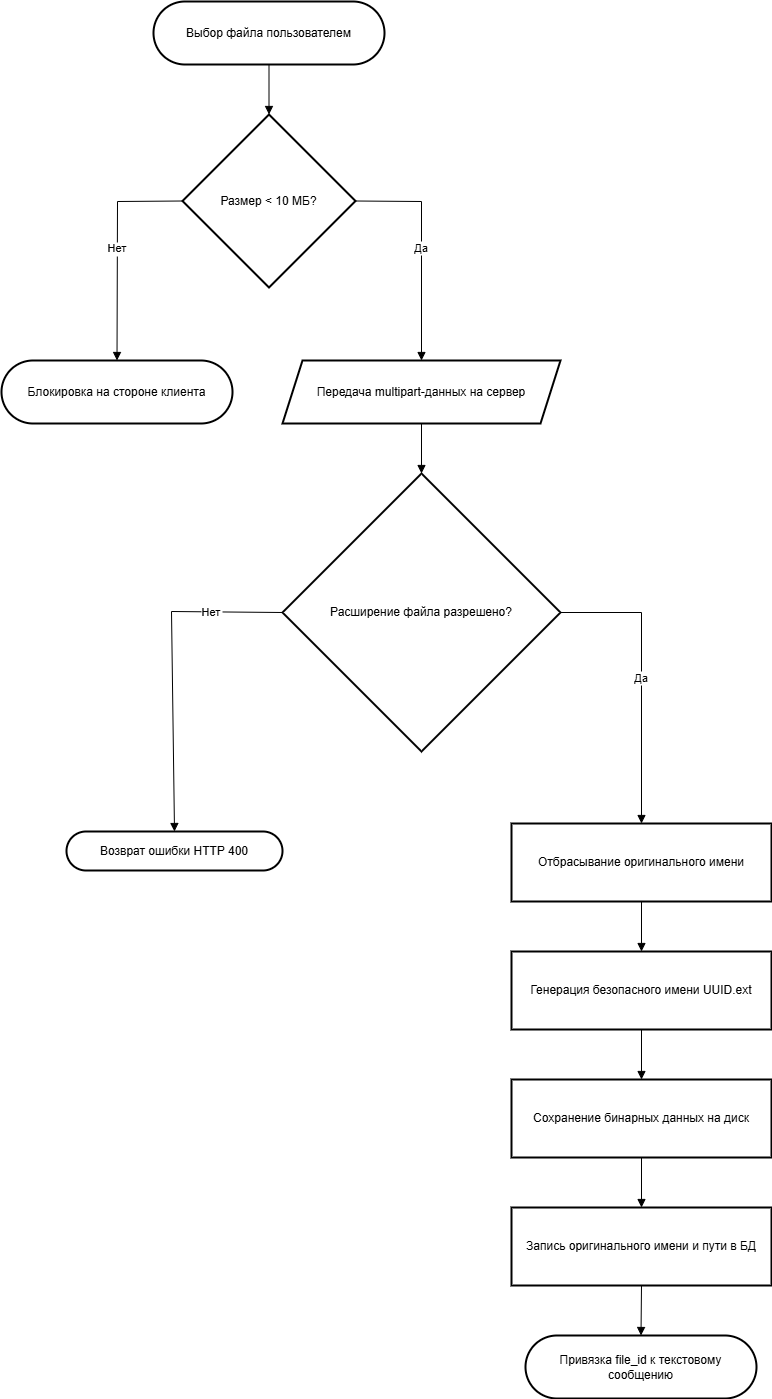 Выбор файла пользователем
Размер < 10 МБ?
Нет
Да
Блокировка на стороне клиента
Передача multipart-данных на сервер
Расширение файла разрешено?
Нет
Да
Возврат ошибки HTTP 400
Отбрасывание оригинального имени
Генерация безопасного имени UUID.ext
Сохранение бинарных данных на диск
Запись оригинального имени и пути в БД
Привязка file_id к текстовому
сообщению